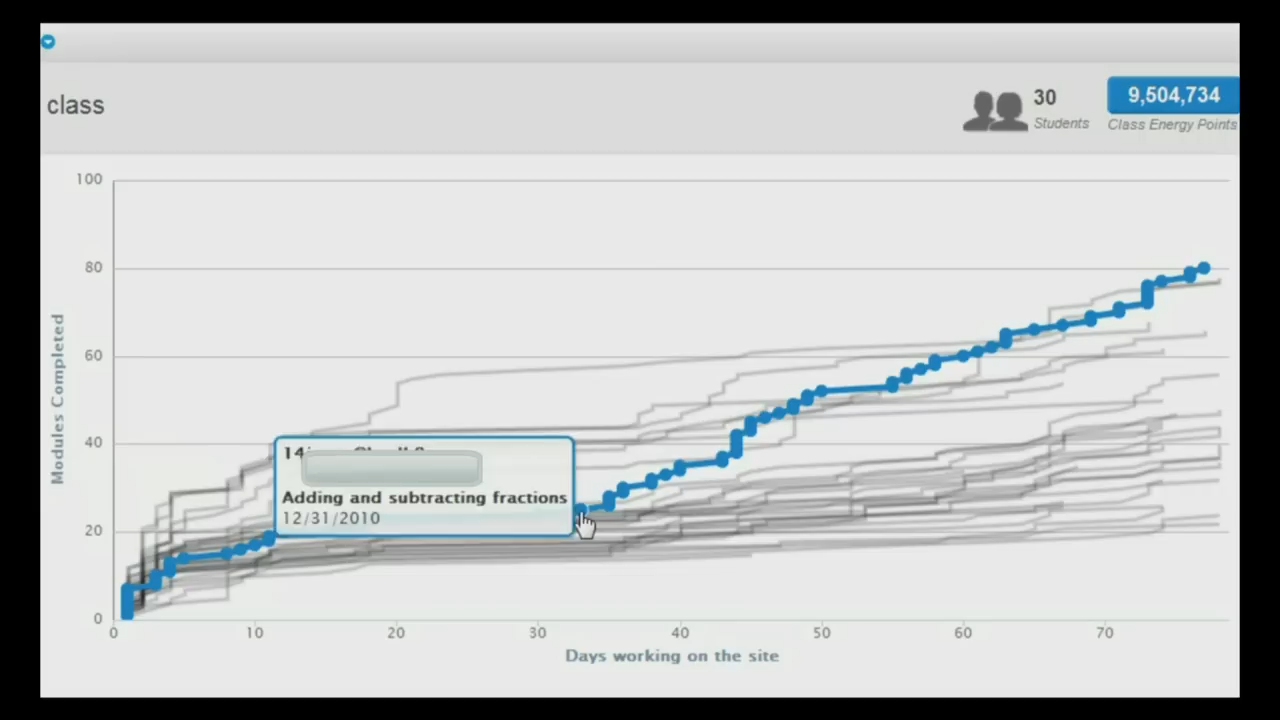 class
30
Students
9,504,734
Class Energy Points
100
80
60
40
20
0
Modules Completed
Adding and subtracting fractions
12/31/2010
0 10 20 30 40 50 60 70
Days working on the site